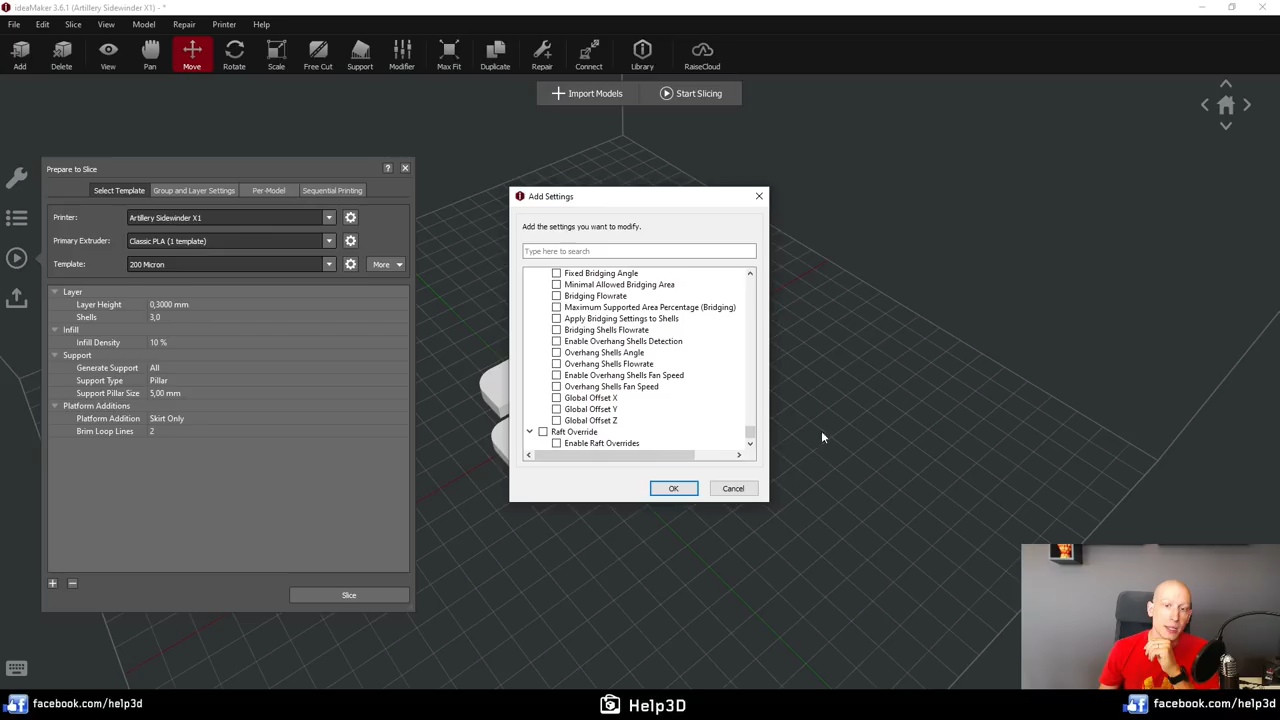 ideaMaker 3.6.1 (Artillery Sidewinder X1) - *
File Edit Slice View Model Repair Printer Help
Add Delete View Pan Move Rotate Scale Free Cut Support Modifier Max Fit Duplicate Repair Connect Library RaiseCloud
Import Models Start Slicing
Prepare to Slice ?
Select Template Group and Layer Settings Per-Model Sequential Printing
Printer: Artillery Sidewinder X1
Primary Extruder: Classic PLA (1 template)
Template: 200 Micron More
Layer
Layer Height 0,3000 mm
Shells 3,0
Infill
Infill Density 10 %
Support
Generate Support All
Support Type Pillar
Support Pillar Size 5,00 mm
Platform Additions
Platform Addition Skirt Only
Brim Loop Lines 2
Slice
Add Settings
Add the settings you want to modify.
Type here to search
Fixed Bridging Angle
Minimal Allowed Bridging Area
Bridging Flowrate
Maximum Supported Area Percentage (Bridging)
Apply Bridging Settings to Shells
Bridging Shells Flowrate
Enable Overhang Shells Detection
Overhang Shells Angle
Overhang Shells Flowrate
Enable Overhang Shells Fan Speed
Overhang Shells Fan Speed
Global Offset X
Global Offset Y
Global Offset Z
Raft Override
Enable Raft Overrides
OK Cancel
facebook.com/help3d Help3D facebook.com/help3d